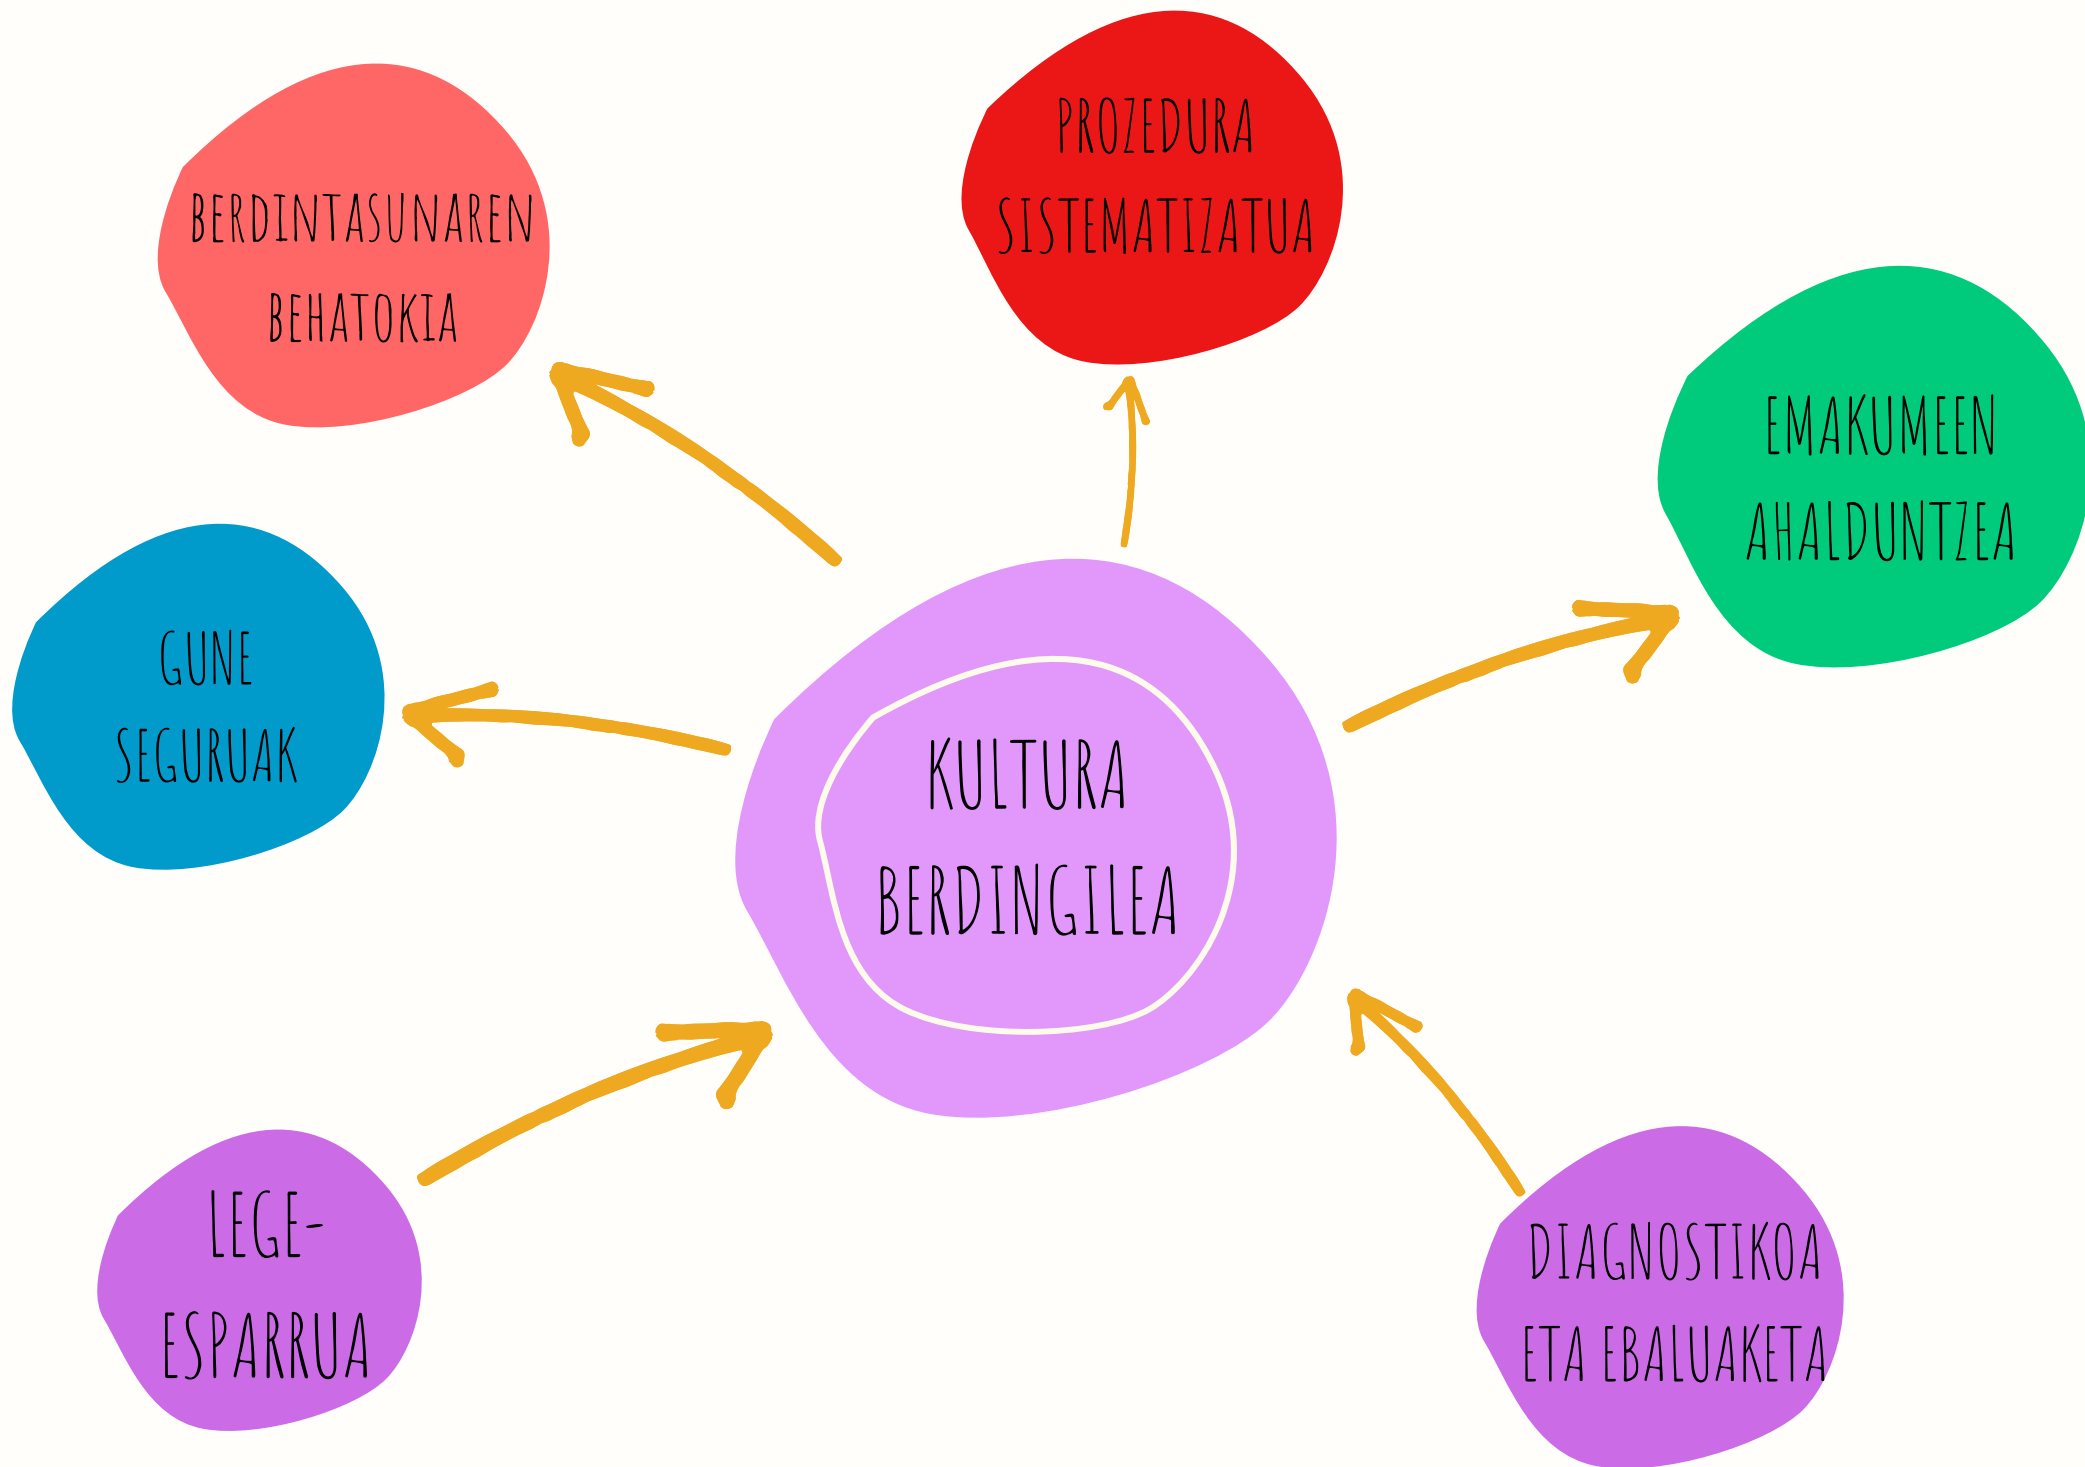 PROZEDURA
SISTEMATIZATUA
BERDINTASUNAREN
BEHATOKIA
EMAKUMEEN
AHALDUNTZEA
GUNE
SEGURUAK
KULTURA
BERDINGILEA
LEGE-
ESPARRUA
DIAGNOSTIKOA
ETA EBALUAKETA